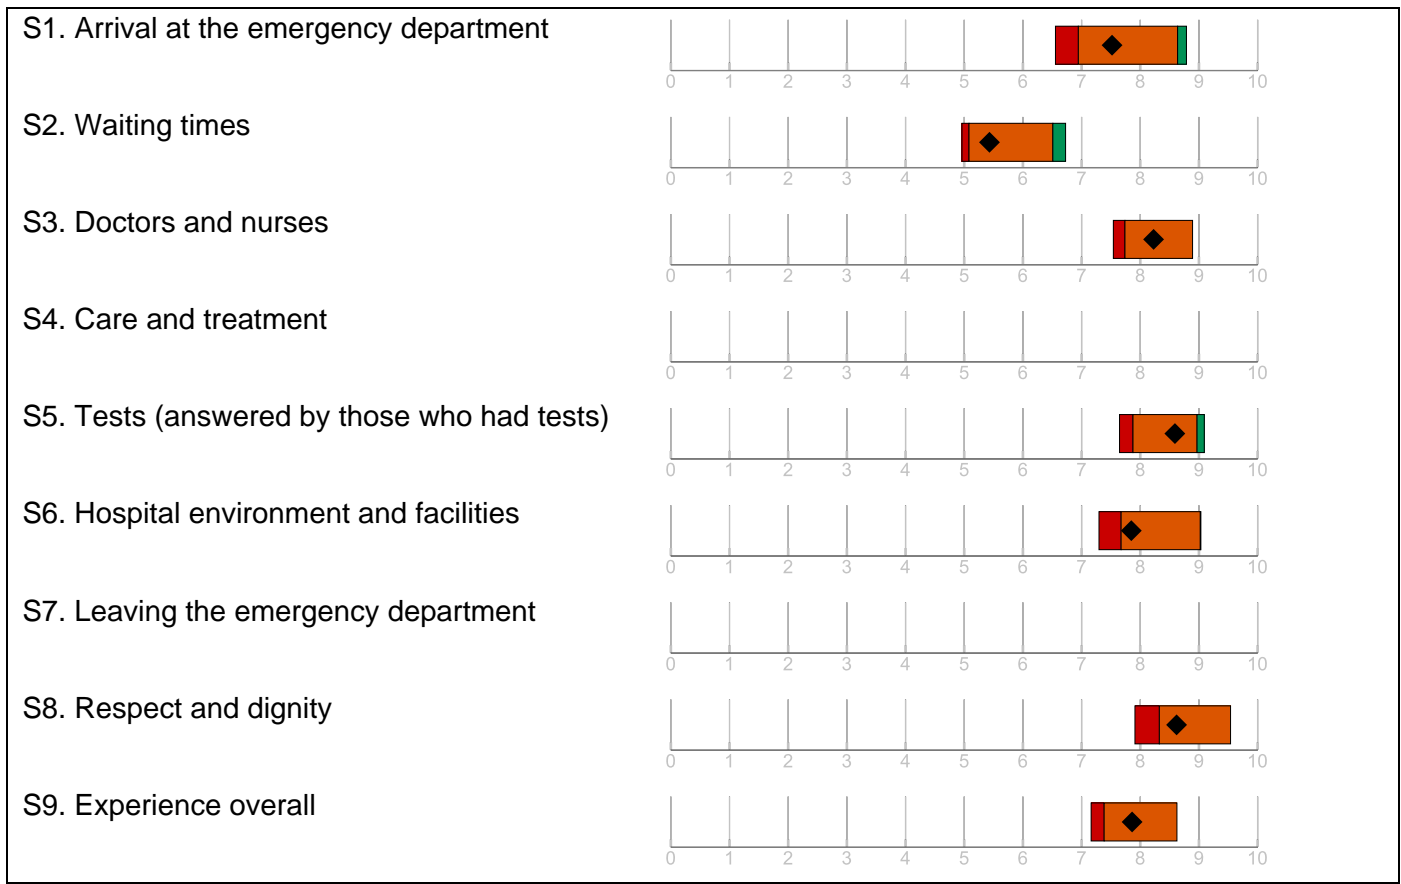 S1. Arrival at the emergency department
0 1 2 3 4 5 6 7 8 9 10
S2. Waiting times
0 1 2 3 4 5 6 7 8 9 10
S3. Doctors and nurses
0 1 2 3 4 5 6 7 8 9 10
S4. Care and treatment
0 1 2 3 4 5 6 7 8 9 10
S5. Tests (answered by those who had tests)
0 1 2 3 4 5 6 7 8 9 10
S6. Hospital environment and facilities
0 1 2 3 4 5 6 7 8 9 10
S7. Leaving the emergency department
0 1 2 3 4 5 6 7 8 9 10
S8. Respect and dignity
0 1 2 3 4 5 6 7 8 9 10
S9. Experience overall
0 1 2 3 4 5 6 7 8 9 10